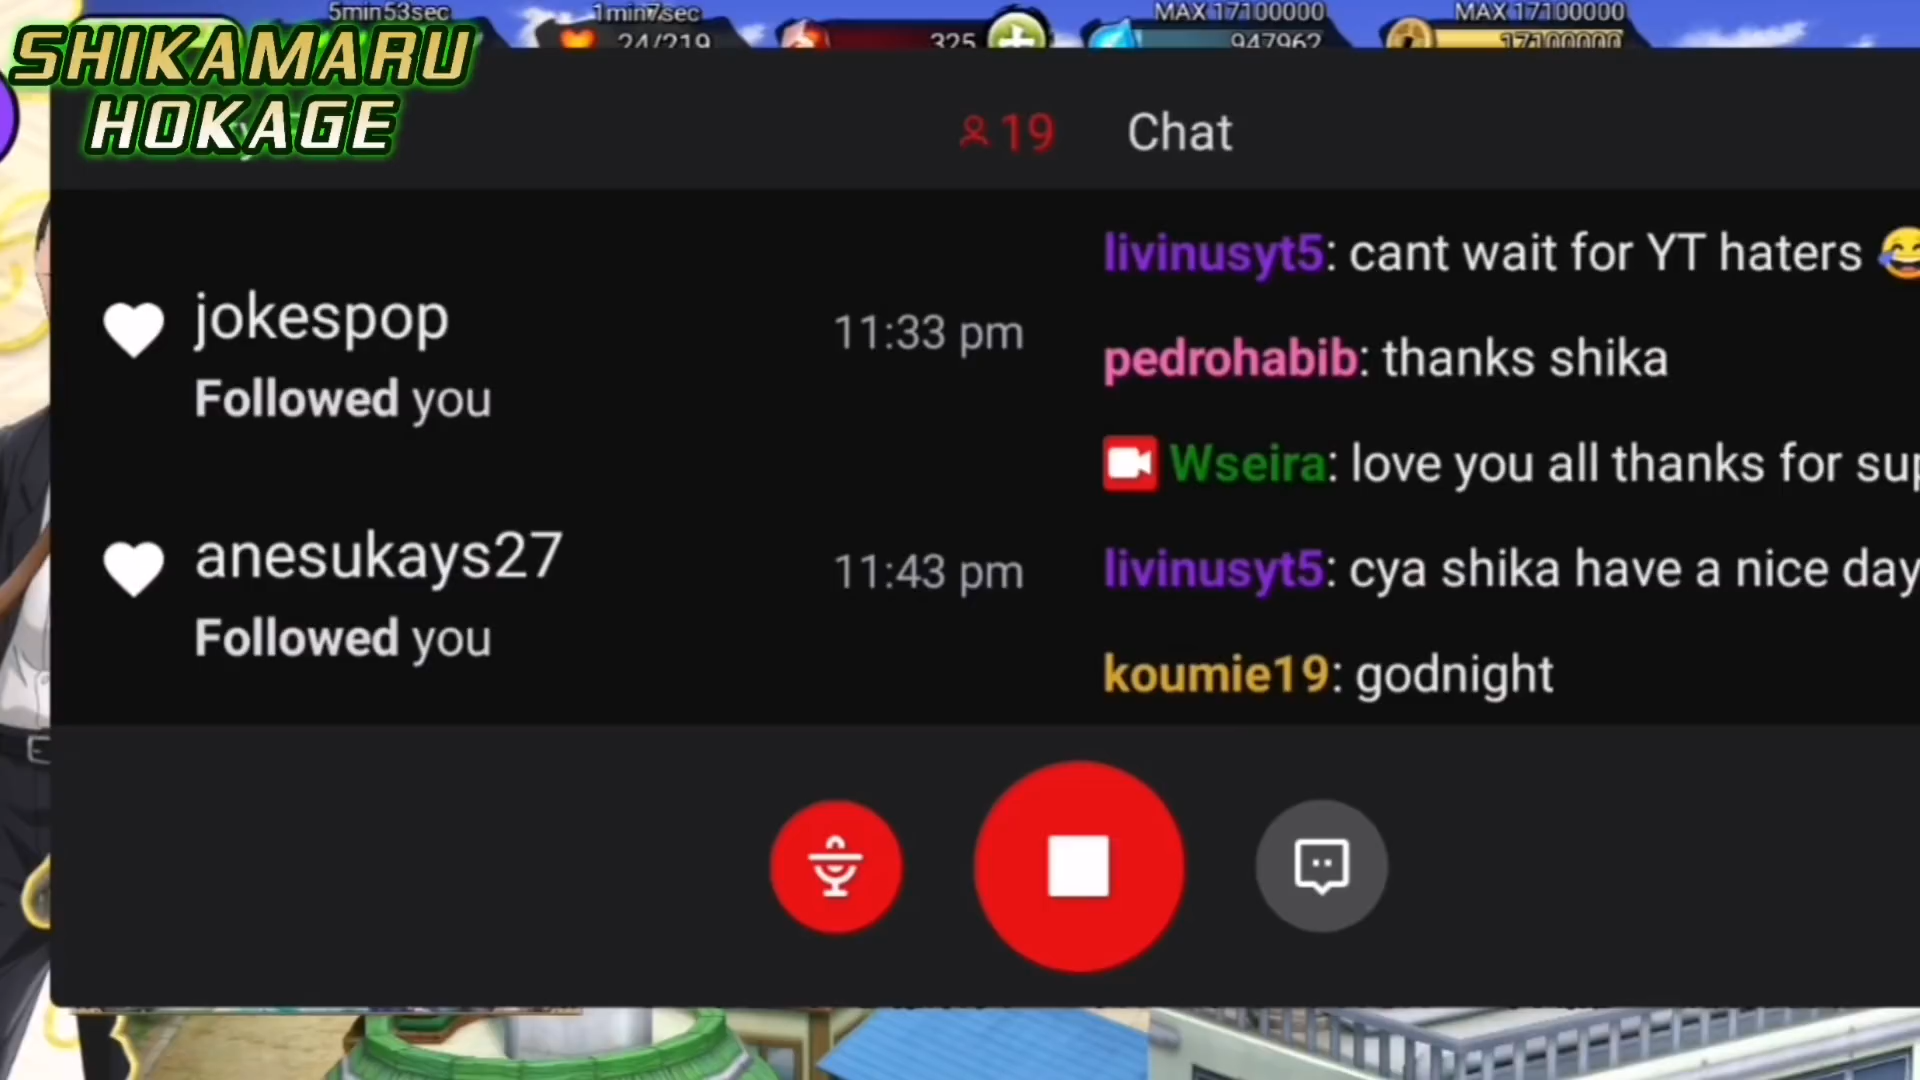 5min53sec
1min7sec
MAX 17100000
MAX 17100000
24/219
325
947962
17100000
SHIKAMARU
HOKAGE
19
Chat
jokespop
11:33 pm
Followed you
anesukays27
11:43 pm
Followed you
livinusyt5: cant wait for YT haters 😂
pedrohabib: thanks shika
Wseira: love you all thanks for sup
livinusyt5: cya shika have a nice day
koumie19: godnight